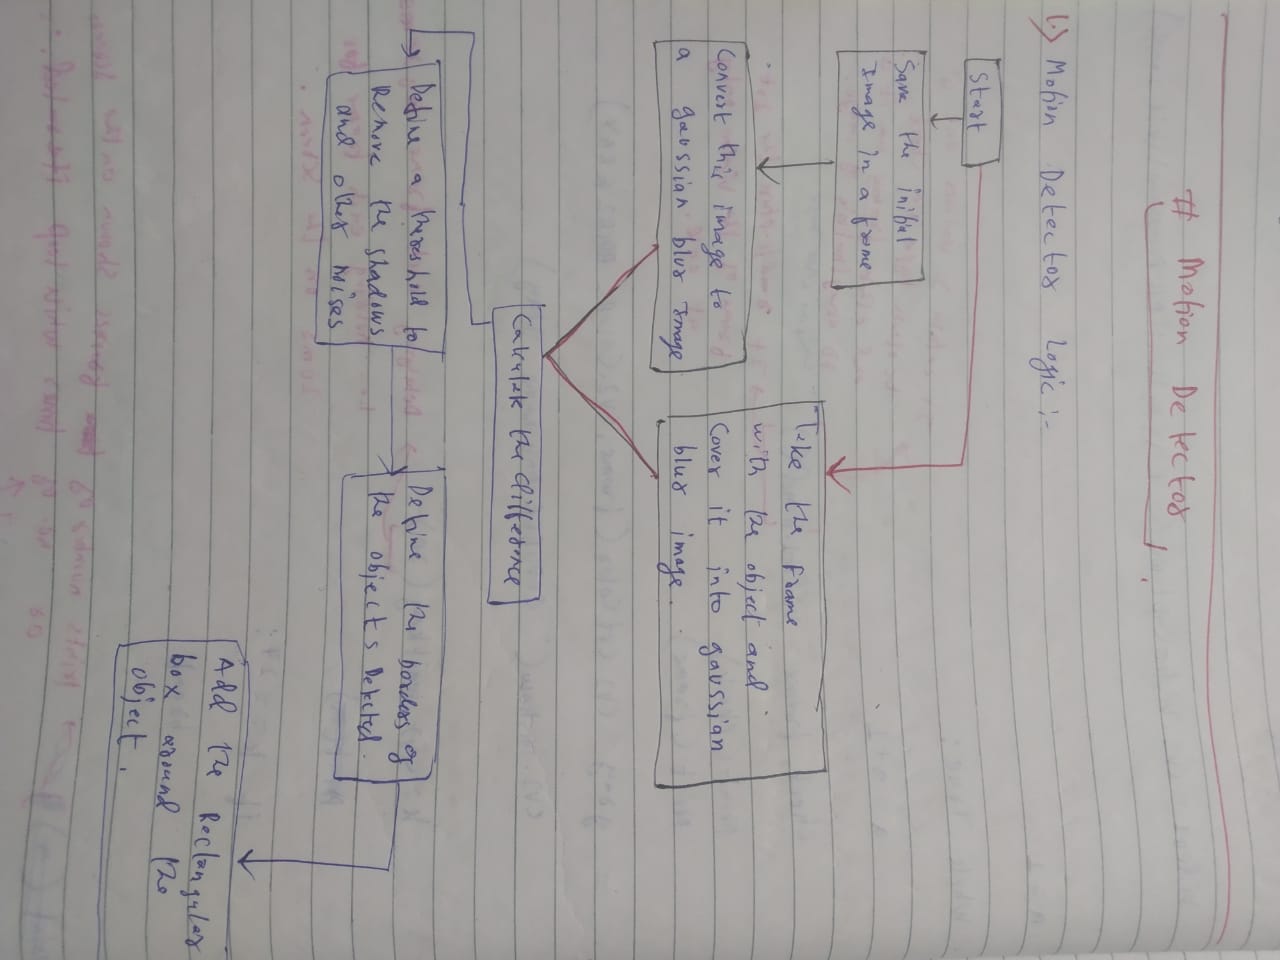 # Motion Detector
1.) Motion Detector Logic :-
Start
Save the initial
image in a frame
Convert this image to
a gaussian blur image
Take the frame
with the object and
Cover it into gaussian
blur image.
Calculate the difference
Define a threshold to
Remove the shadows
and other noises
Define the borders of
the objects Detected.
Add the Rectangular
box around the
object.